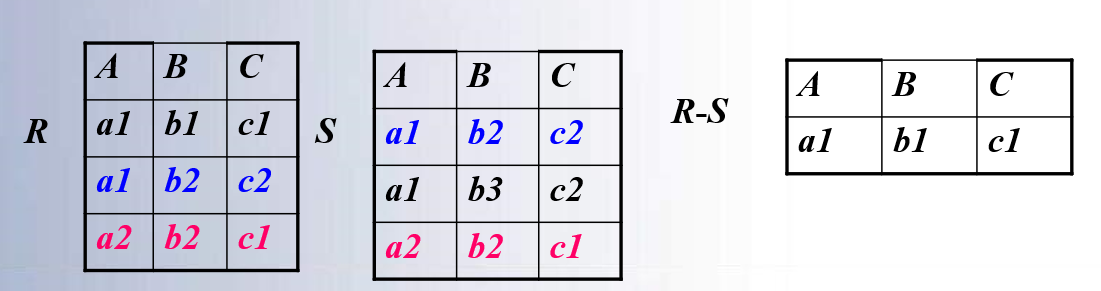 R
A B C
a1 b1 c1
a1 b2 c2
a2 b2 c1
S
A B C
a1 b2 c2
a1 b3 c2
a2 b2 c1
R-S
A B C
a1 b1 c1